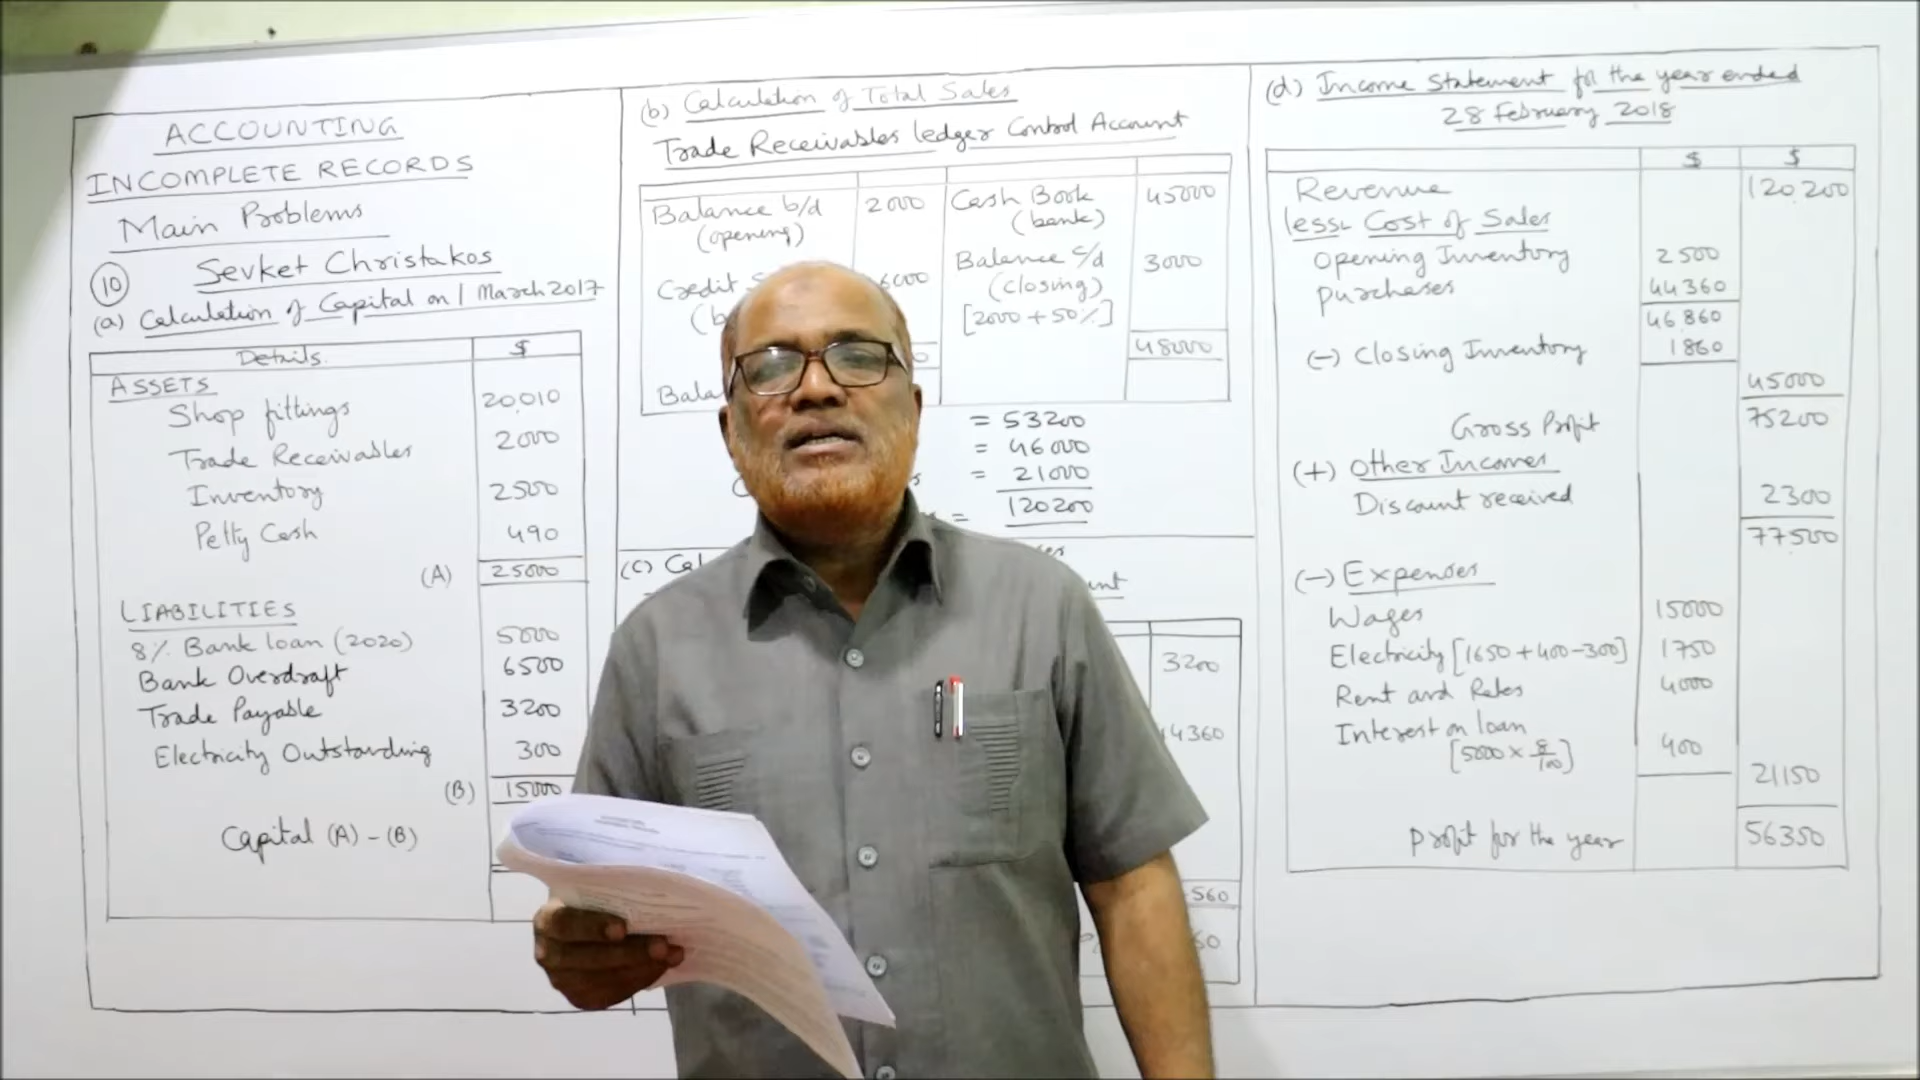 ACCOUNTING
INCOMPLETE RECORDS
Main Problems
10 Sevket Christakos
(a) Calculation of Capital on 1 March 2017
Details $
ASSETS
Shop fittings 20,010
Trade Receivables 2000
Inventory 2500
Petty Cash 490
(A) 25000
LIABILITIES
8% Bank loan (2020) 5000
Bank Overdraft 6500
Trade Payable 3200
Electricity Outstanding 300
(B) 15000
Capital (A) - (B)
(b) Calculation of Total Sales
Trade Receivables ledger Control Account
Balance b/d 2000 Cash Book 45000
(opening) (bank)
Credit Balance c/d 3000
(closing)
[2000 + 50%]
48000
= 53200
= 46000
= 21000
= 120200
(c)
3200
(d) Income Statement for the year ended
28 February 2018
$ $
Revenue 120,200
less Cost of Sales
Opening Inventory 2500
Purchases 44360
46860
(-) Closing Inventory 1860
45000
Gross Profit 75200
(+) Other Incomes
Discount received 2300
77500
(-) Expenses
Wages 15000
Electricity [1650 + 400 - 300] 1750
Rent and Rates 4000
Interest on loan
[5000 × 8/100] 400
21150
Profit for the year 56350